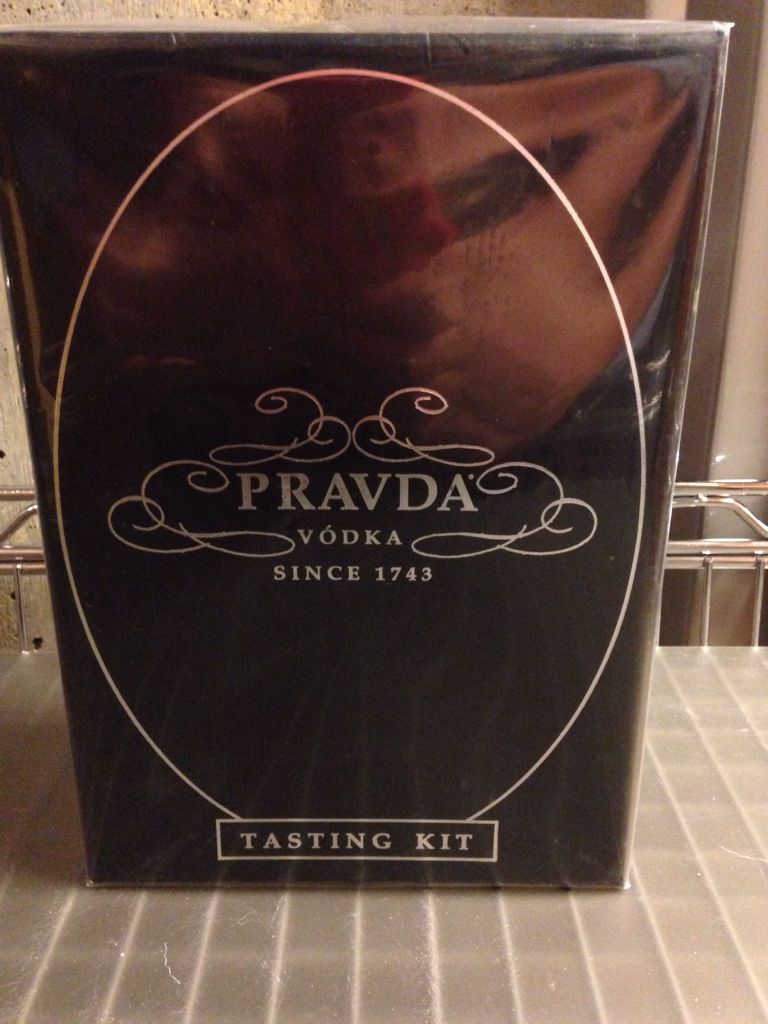 PRAVDA
VÓDKA
SINCE 1743
TASTING KIT